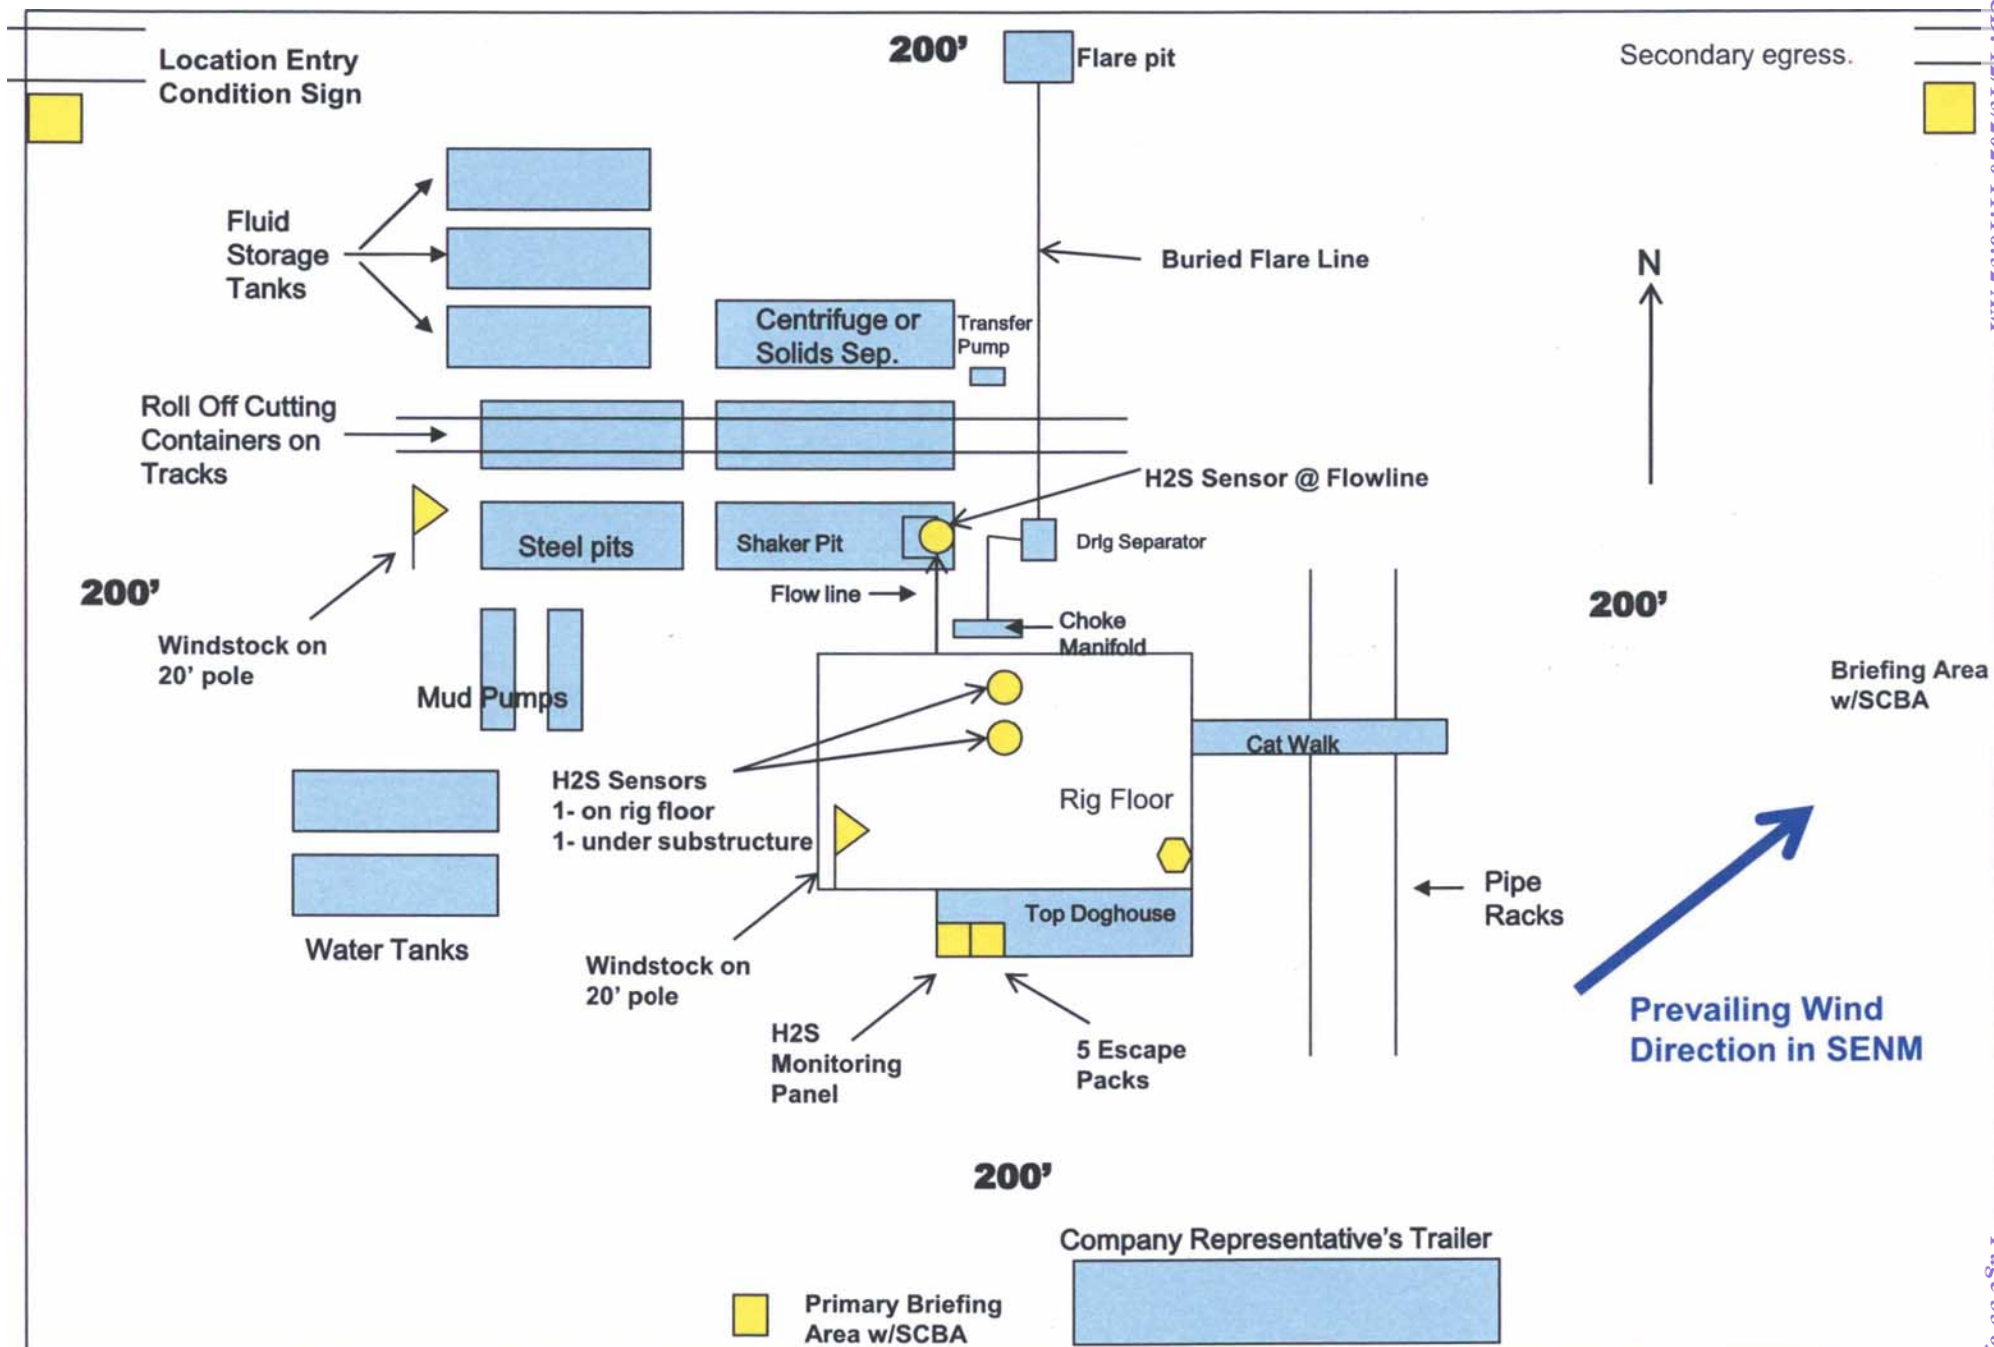 Location Entry
Condition Sign
200’
Flare pit
Secondary egress.
Fluid
Storage
Tanks
Buried Flare Line
N
Centrifuge or
Solids Sep.
Transfer
Pump
Roll Off Cutting
Containers on
Tracks
H2S Sensor @ Flowline
Steel pits
Shaker Pit
Drlg Separator
200’
Flow line
200’
Choke
Manifold
Windstock on
20’ pole
Mud Pumps
Briefing Area
w/SCBA
Cat Walk
H2S Sensors
1- on rig floor
1- under substructure
Rig Floor
Pipe
Racks
Top Doghouse
Water Tanks
Windstock on
20’ pole
Prevailing Wind
Direction in SENM
H2S
Monitoring
Panel
5 Escape
Packs
200’
Company Representative’s Trailer
Primary Briefing
Area w/SCBA